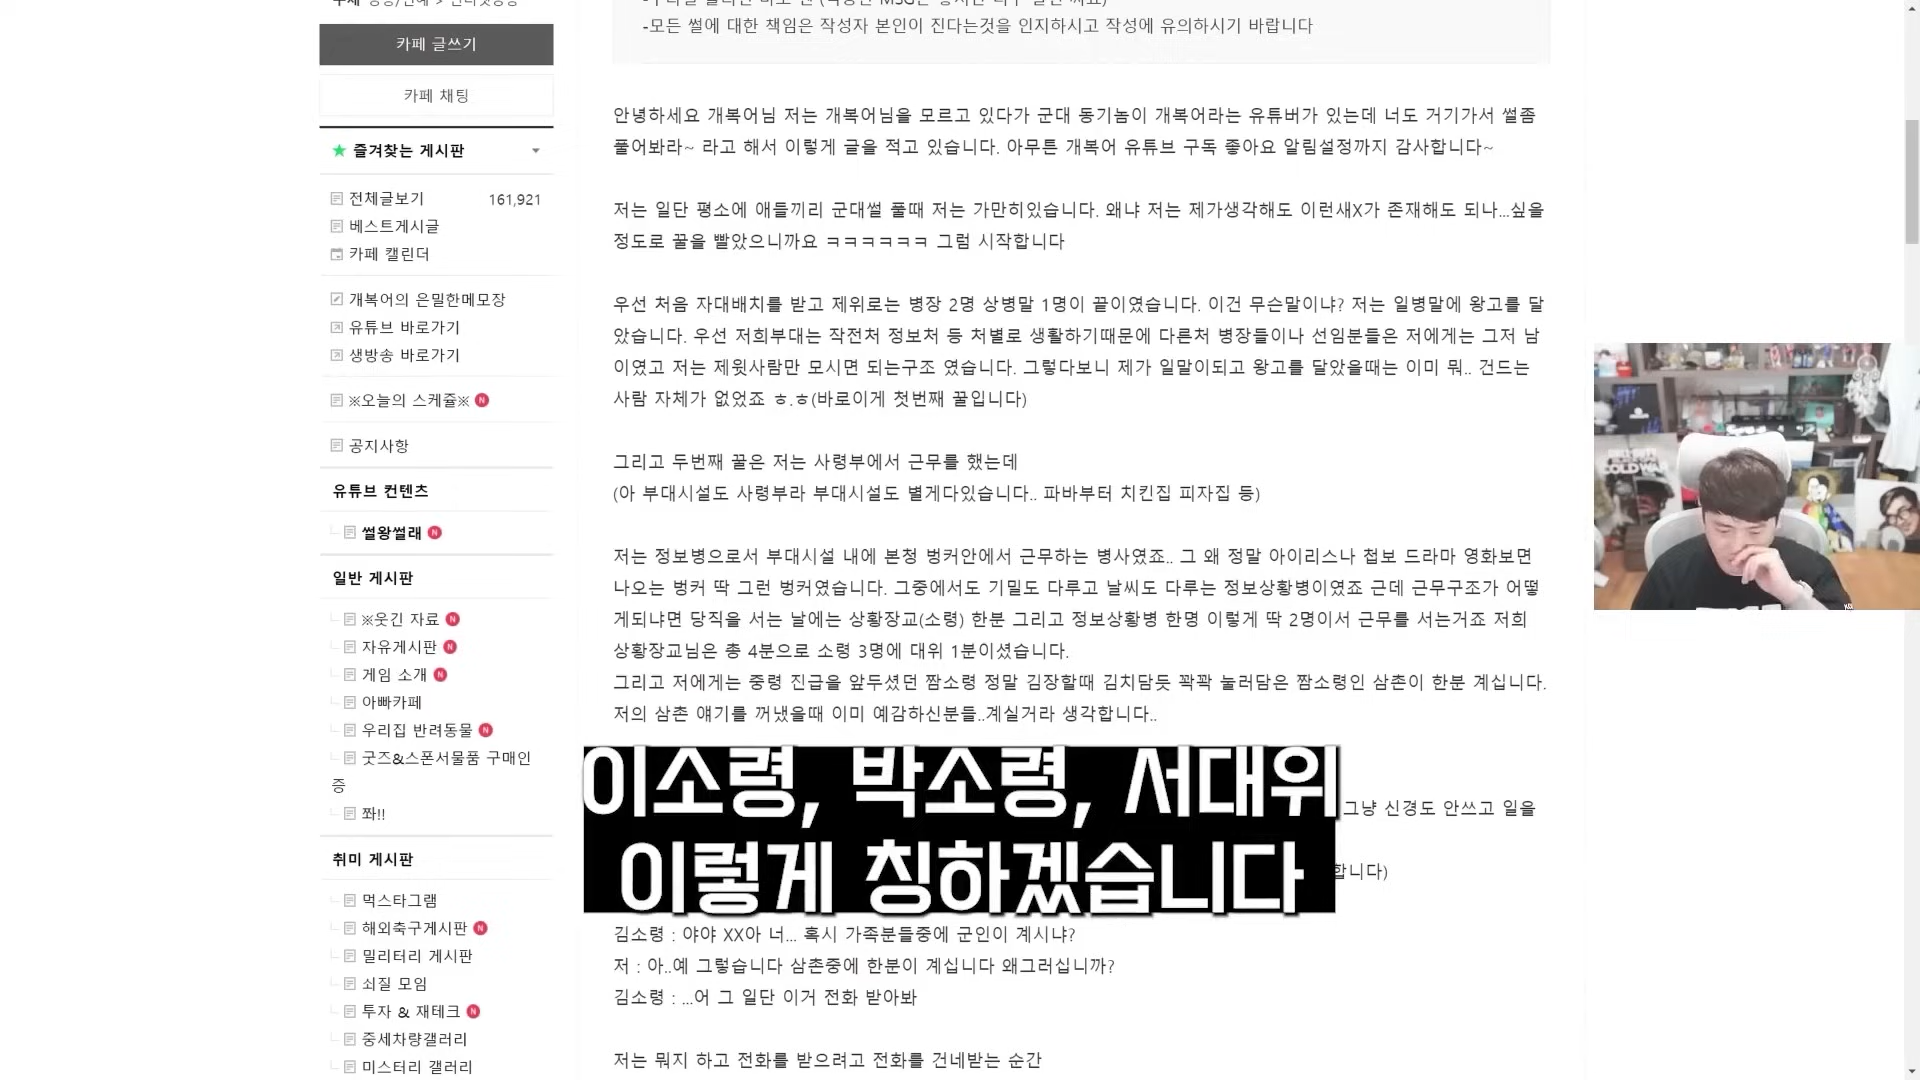 카페 글쓰기
카페 채팅
즐겨찾는 게시판
전체글보기 161,921
베스트게시글
카페 캘린더
개복어의 은밀한메모장
유튜브 바로가기
생방송 바로가기
※오늘의 스케쥴※ N
공지사항
유튜브 컨텐츠
썰왕썰래 N
일반 게시판
※웃긴 자료 N
자유게시판 N
게임 소개 N
아빠카페
우리집 반려동물 N
굿즈&스폰서물품 구매인
증
쫘!!
취미 게시판
먹스타그램
해외축구게시판 N
밀리터리 게시판
쇠질 모임
투자 & 재테크 N
중세차량갤러리
미스터리 갤러리
-모든 썰에 대한 책임은 작성자 본인이 진다는것을 인지하시고 작성에 유의하시기 바랍니다
안녕하세요 개복어님 저는 개복어님을 모르고 있다가 군대 동기놈이 개복어라는 유튜버가 있는데 너도 거기가서 썰좀
풀어봐라~ 라고 해서 이렇게 글을 적고 있습니다. 아무튼 개복어 유튜브 구독 좋아요 알림설정까지 감사합니다~
저는 일단 평소에 애들끼리 군대썰 풀때 저는 가만히있습니다. 왜냐 저는 제가생각해도 이런새X가 존재해도 되나...싶을
정도로 꿀을 빨았으니까요 ㅋㅋㅋㅋㅋㅋ 그럼 시작합니다
우선 처음 자대배치를 받고 제위로는 병장 2명 상병말 1명이 끝이였습니다. 이건 무슨말이냐? 저는 일병말에 왕고를 달
았습니다. 우선 저희부대는 작전처 정보처 등 처별로 생활하기때문에 다른처 병장들이나 선임분들은 저에게는 그저 남
이였고 저는 제윗사람만 모시면 되는구조 였습니다. 그렇다보니 제가 일말이되고 왕고를 달았을때는 이미 뭐.. 건드는
사람 자체가 없었죠 ㅎ.ㅎ(바로이게 첫번째 꿀입니다)
그리고 두번째 꿀은 저는 사령부에서 근무를 했는데
(아 부대시설도 사령부라 부대시설도 별게다있습니다.. 파바부터 치킨집 피자집 등)
저는 정보병으로서 부대시설 내에 본청 벙커안에서 근무하는 병사였죠.. 그 왜 정말 아이리스나 첩보 드라마 영화보면
나오는 벙커 딱 그런 벙커였습니다. 그중에서도 기밀도 다루고 날씨도 다루는 정보상황병이였죠 근데 근무구조가 어떻
게되냐면 당직을 서는 날에는 상황장교(소령) 한분 그리고 정보상황병 한명 이렇게 딱 2명이서 근무를 서는거죠 저희
상황장교님은 총 4분으로 소령 3명에 대위 1분이셨습니다.
그리고 저에게는 중령 진급을 앞두셨던 짬소령 정말 김장할때 김치담듯 꽉꽉 눌러담은 짬소령인 삼촌이 한분 계십니다.
저의 삼촌 얘기를 꺼냈을때 이미 예감하신분들..계실거라 생각합니다..
이소령, 박소령, 서대위
이렇게 칭하겠습니다
그냥 신경도 안쓰고 일을
합니다)
김소령 : 야야 XX아 너... 혹시 가족분들중에 군인이 계시냐?
저 : 아..예 그렇습니다 삼촌중에 한분이 계십니다 왜그러십니까?
김소령 : ...어 그 일단 이거 전화 받아봐
저는 뭐지 하고 전화를 받으려고 전화를 건네받는 순간
COLD WAR